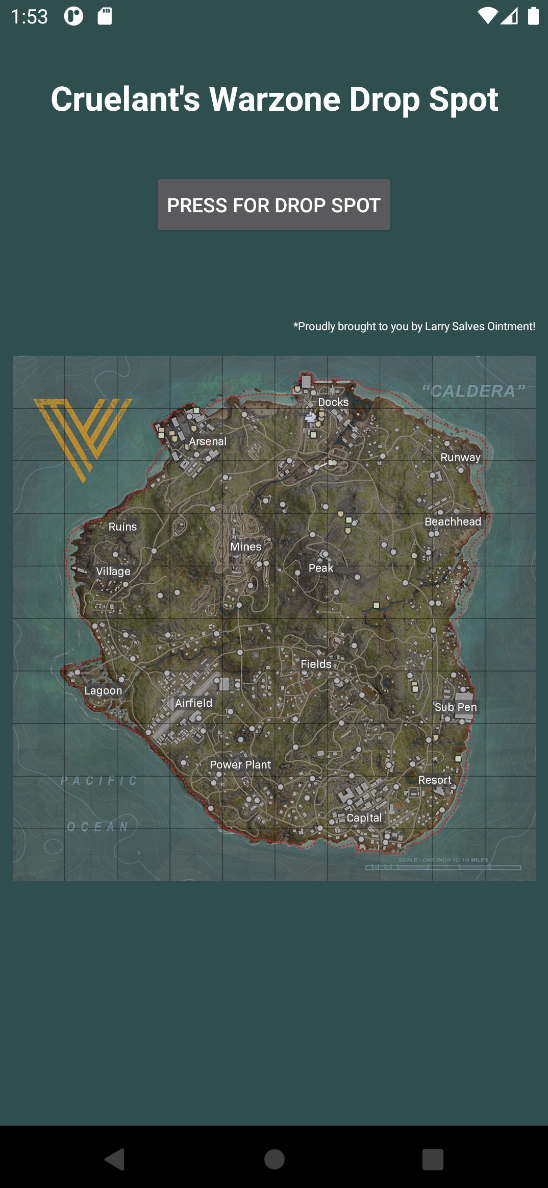 1:53
Cruelant's Warzone Drop Spot
PRESS FOR DROP SPOT
*Proudly brought to you by Larry Salves Ointment!
“CALDERA”
Docks
Arsenal
Runway
Beachhead
Ruins
Mines
Peak
Village
Fields
Lagoon
Airfield
Sub Pen
Power Plant
Resort
PACIFIC
Capital
OCEAN